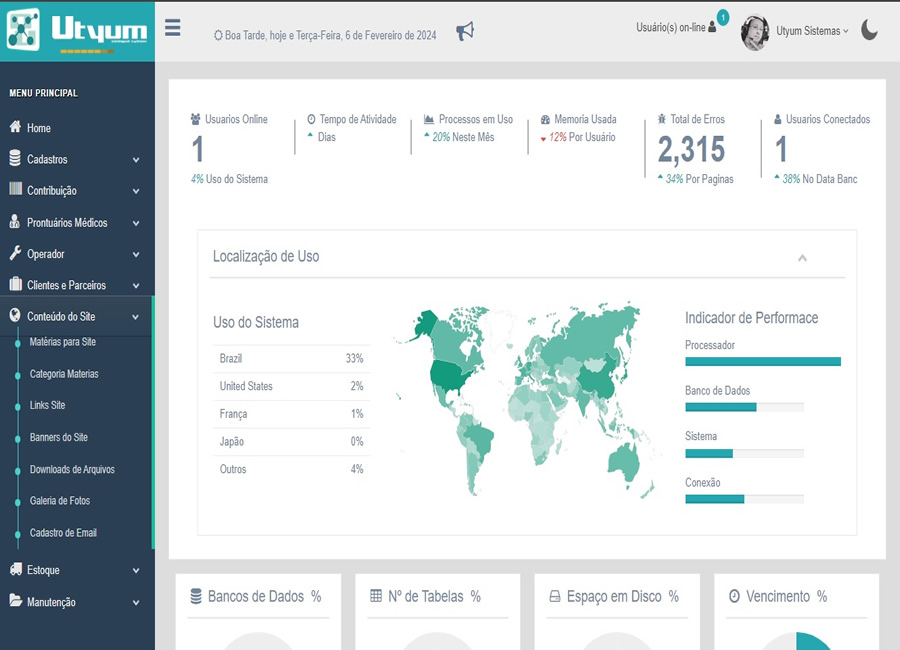 Utyum
Boa Tarde, hoje e Terça-Feira, 6 de Fevereiro de 2024
Usuário(s) on-line
1
Utyum Sistemas
MENU PRINCIPAL
Home
Cadastros
Contribuição
Prontuários Médicos
Operador
Clientes e Parceiros
Conteúdo do Site
Matérias para Site
Categoria Materias
Links Site
Banners do Site
Downloads de Arquivos
Galeria de Fotos
Cadastro de Email
Estoque
Manutenção
Usuarios Online
1
4% Uso do Sistema
Tempo de Atividade
Dias
Processos em Uso
20% Neste Mês
Memoria Usada
12% Por Usuário
Total de Erros
2,315
34% Por Paginas
Usuarios Conectados
1
38% No Data Banc
Localização de Uso
Uso do Sistema
Brazil 33%
United States 2%
França 1%
Japão 0%
Outros 4%
Indicador de Performace
Processador
Banco de Dados
Sistema
Conexão
Bancos de Dados %
Nº de Tabelas %
Espaço em Disco %
Vencimento %